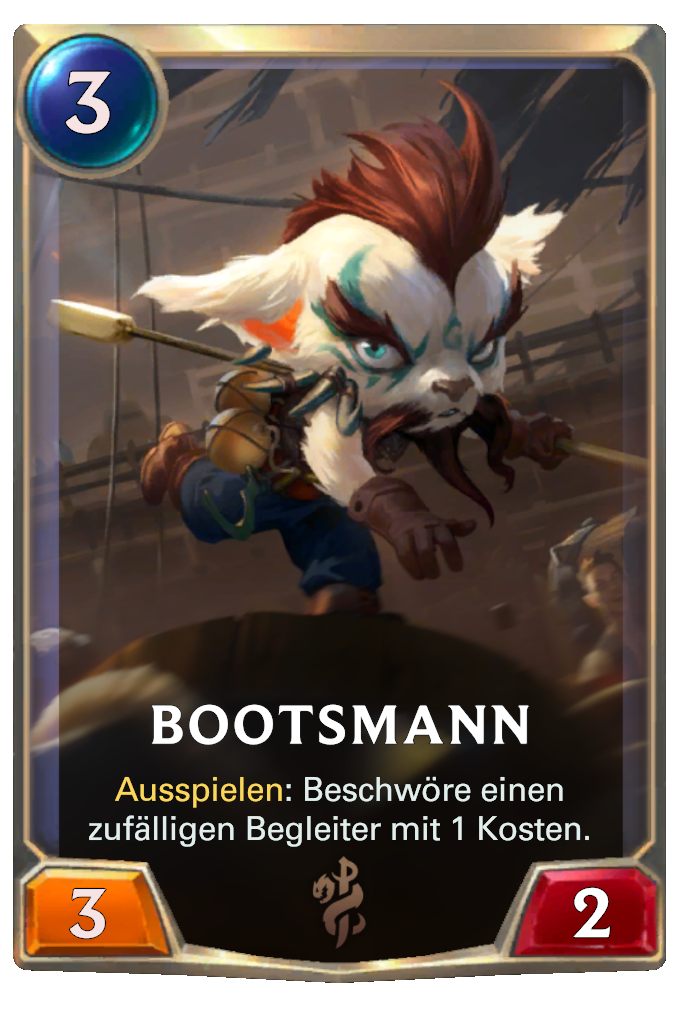 3
BOOTSMANN
Ausspielen: Beschwöre einen
zufälligen Begleiter mit 1 Kosten.
3
2